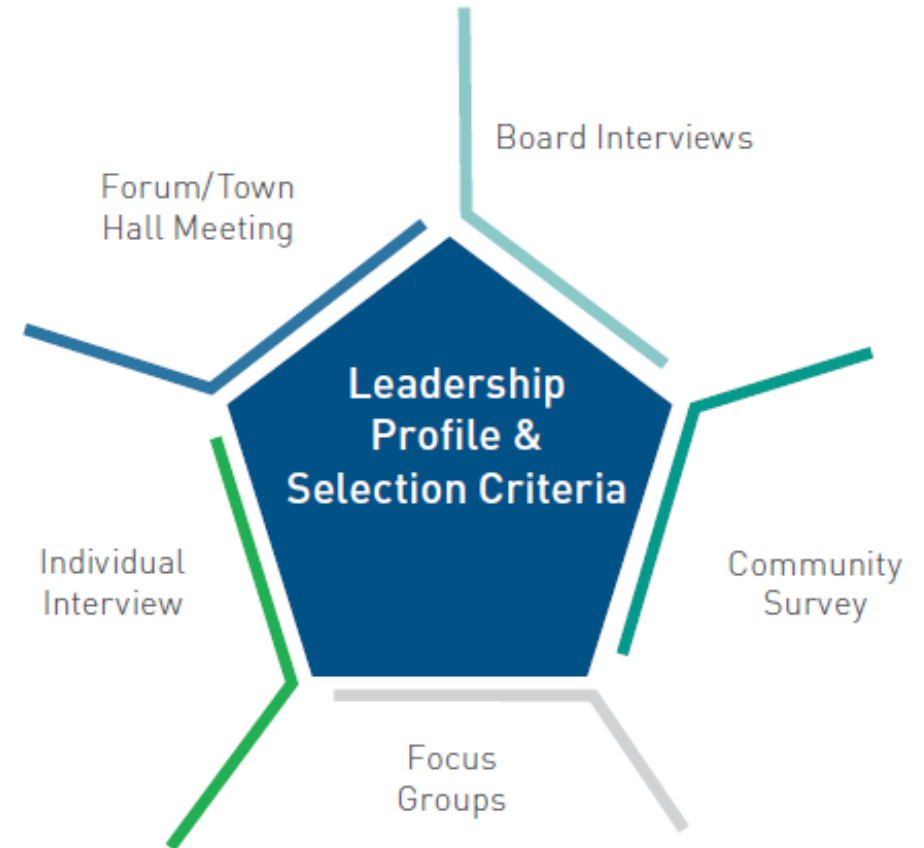 Board Interviews
Forum/Town
Hall Meeting
Leadership
Profile &
Selection Criteria
Individual
Interview
Community
Survey
Focus
Groups